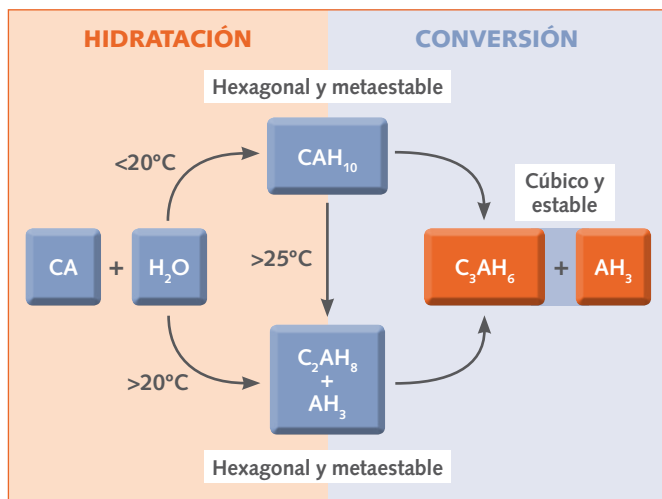 HIDRATACIÓN
CONVERSIÓN
Hexagonal y metaestable
<20ºC
CAH₁₀
Cúbico y
estable
CA + H₂O
>25ºC
C₃AH₆ + AH₃
>20ºC
C₂AH₈
+
AH₃
Hexagonal y metaestable